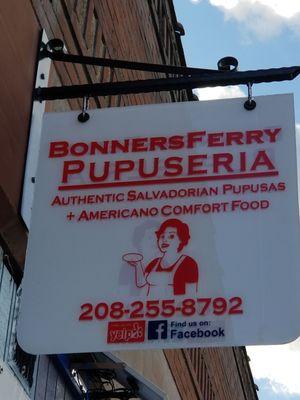 BONNERSFERRY
PUPUSERIA
AUTHENTIC SALVADORIAN PUPUSAS
+ AMERICANO COMFORT FOOD
208-255-8792
yelp
Find us on:
Facebook